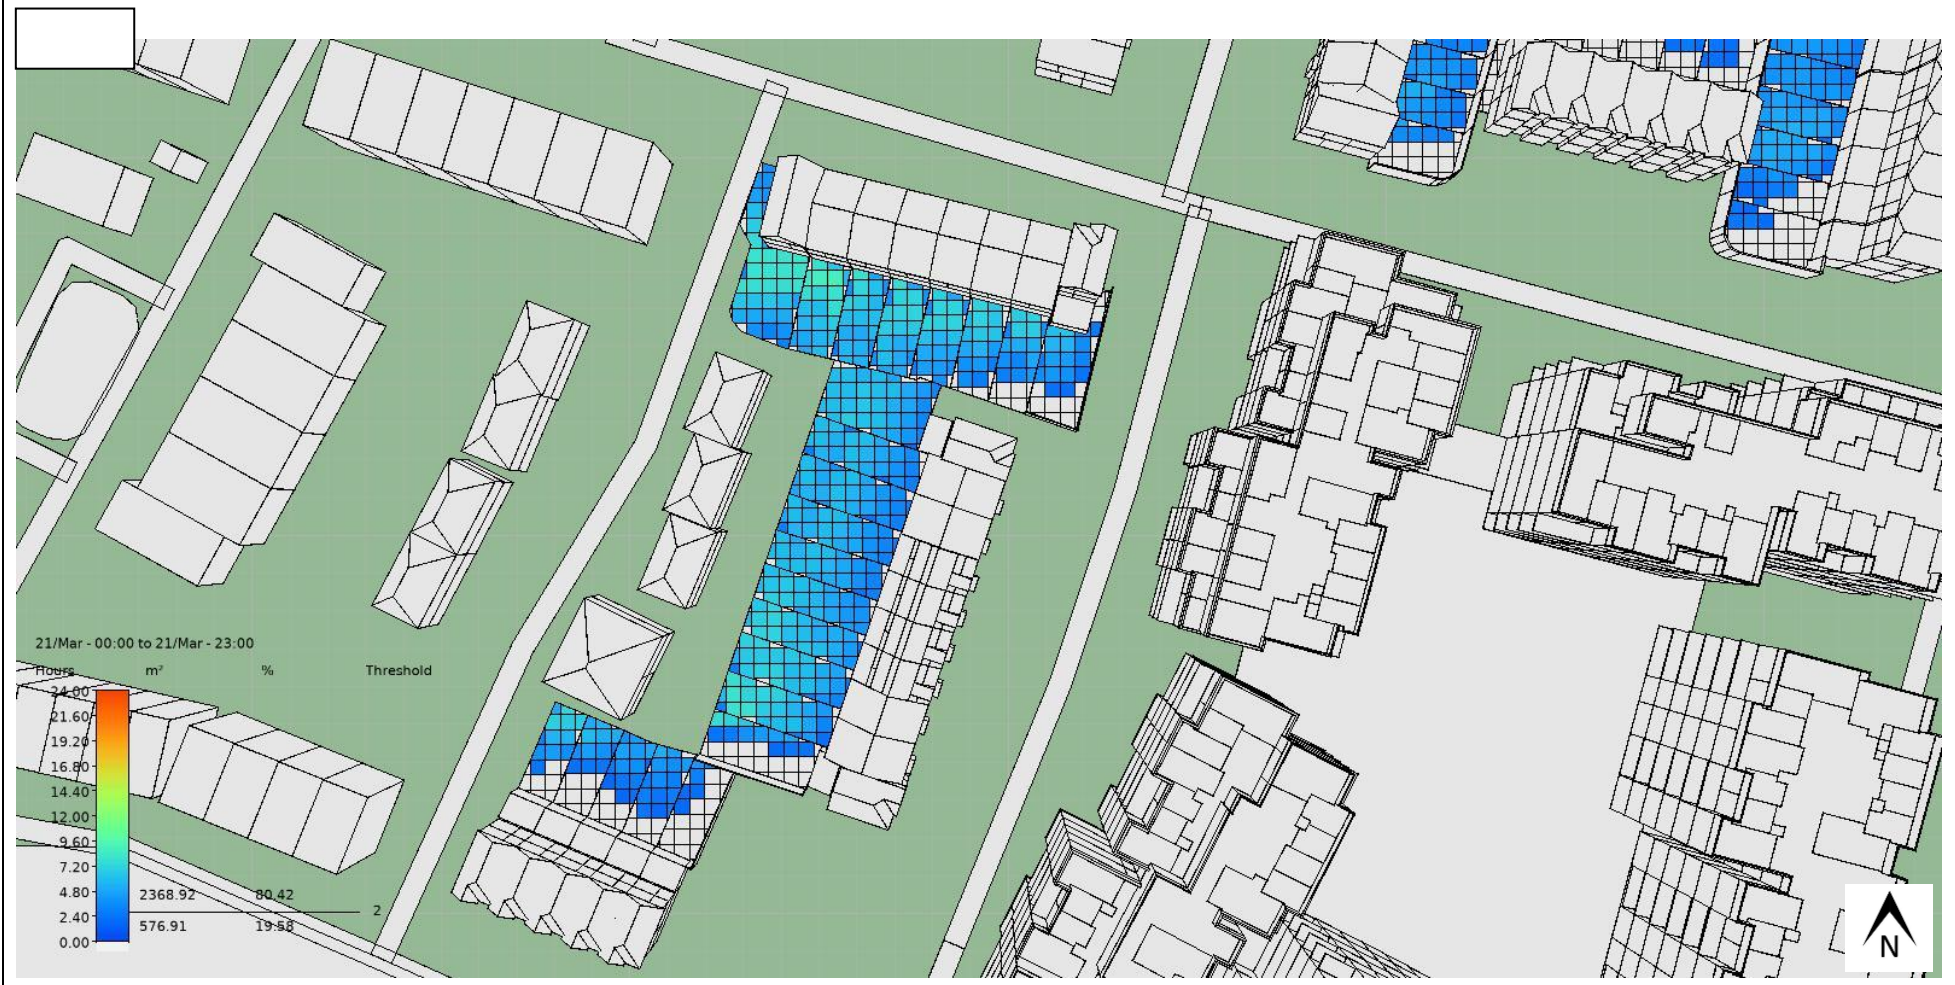 21/Mar - 00:00 to 21/Mar - 23:00
Hours m² % Threshold
24.00
21.60
19.20
16.80
14.40
12.00
9.60
7.20
4.80 2368.92 80.42
2
2.40 576.91 19.58
0.00
N